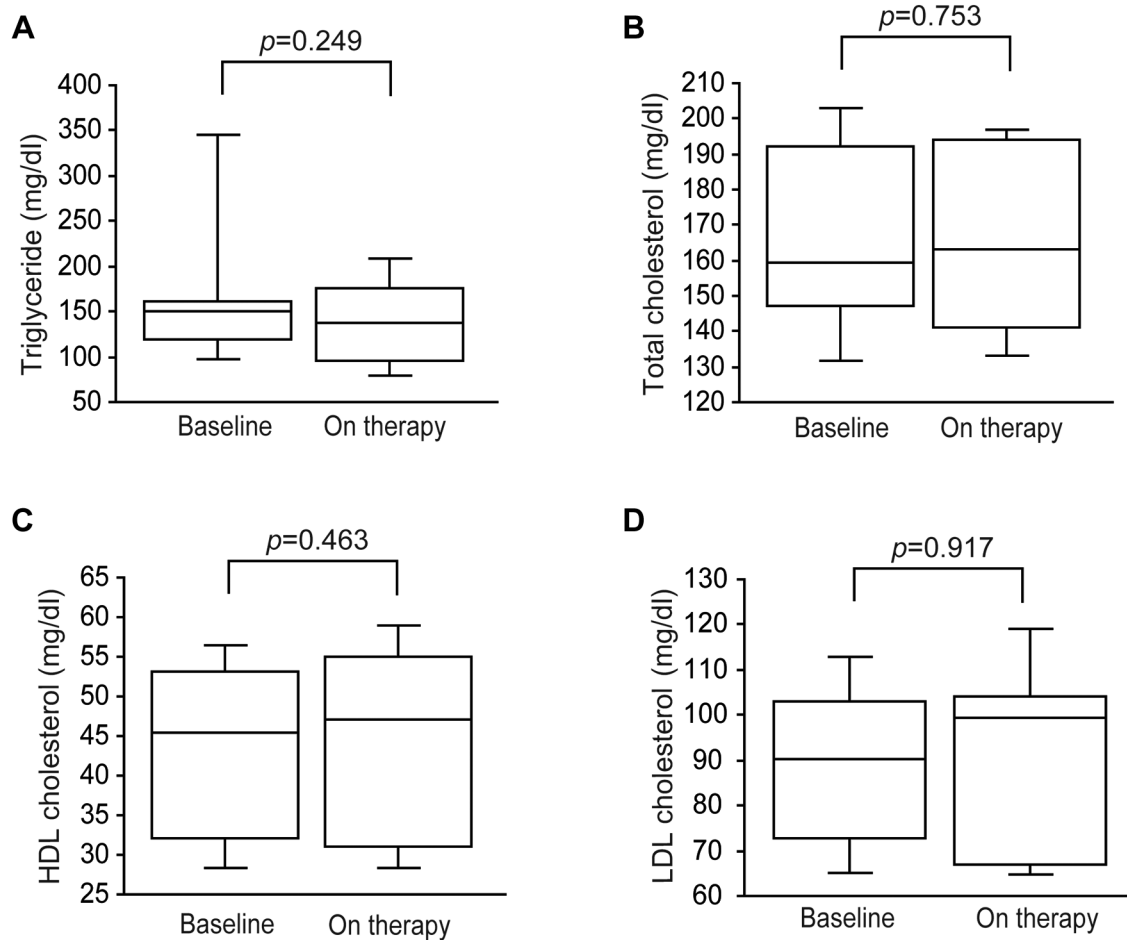 A
p=0.249
Triglyceride (mg/dl)
400
350
300
250
200
150
100
50
Baseline
On therapy
B
p=0.753
Total cholesterol (mg/dl)
210
200
190
180
170
160
150
140
130
120
Baseline
On therapy
C
p=0.463
HDL cholesterol (mg/dl)
65
60
55
50
45
40
35
30
25
Baseline
On therapy
D
p=0.917
LDL cholesterol (mg/dl)
130
120
110
100
90
80
70
60
Baseline
On therapy